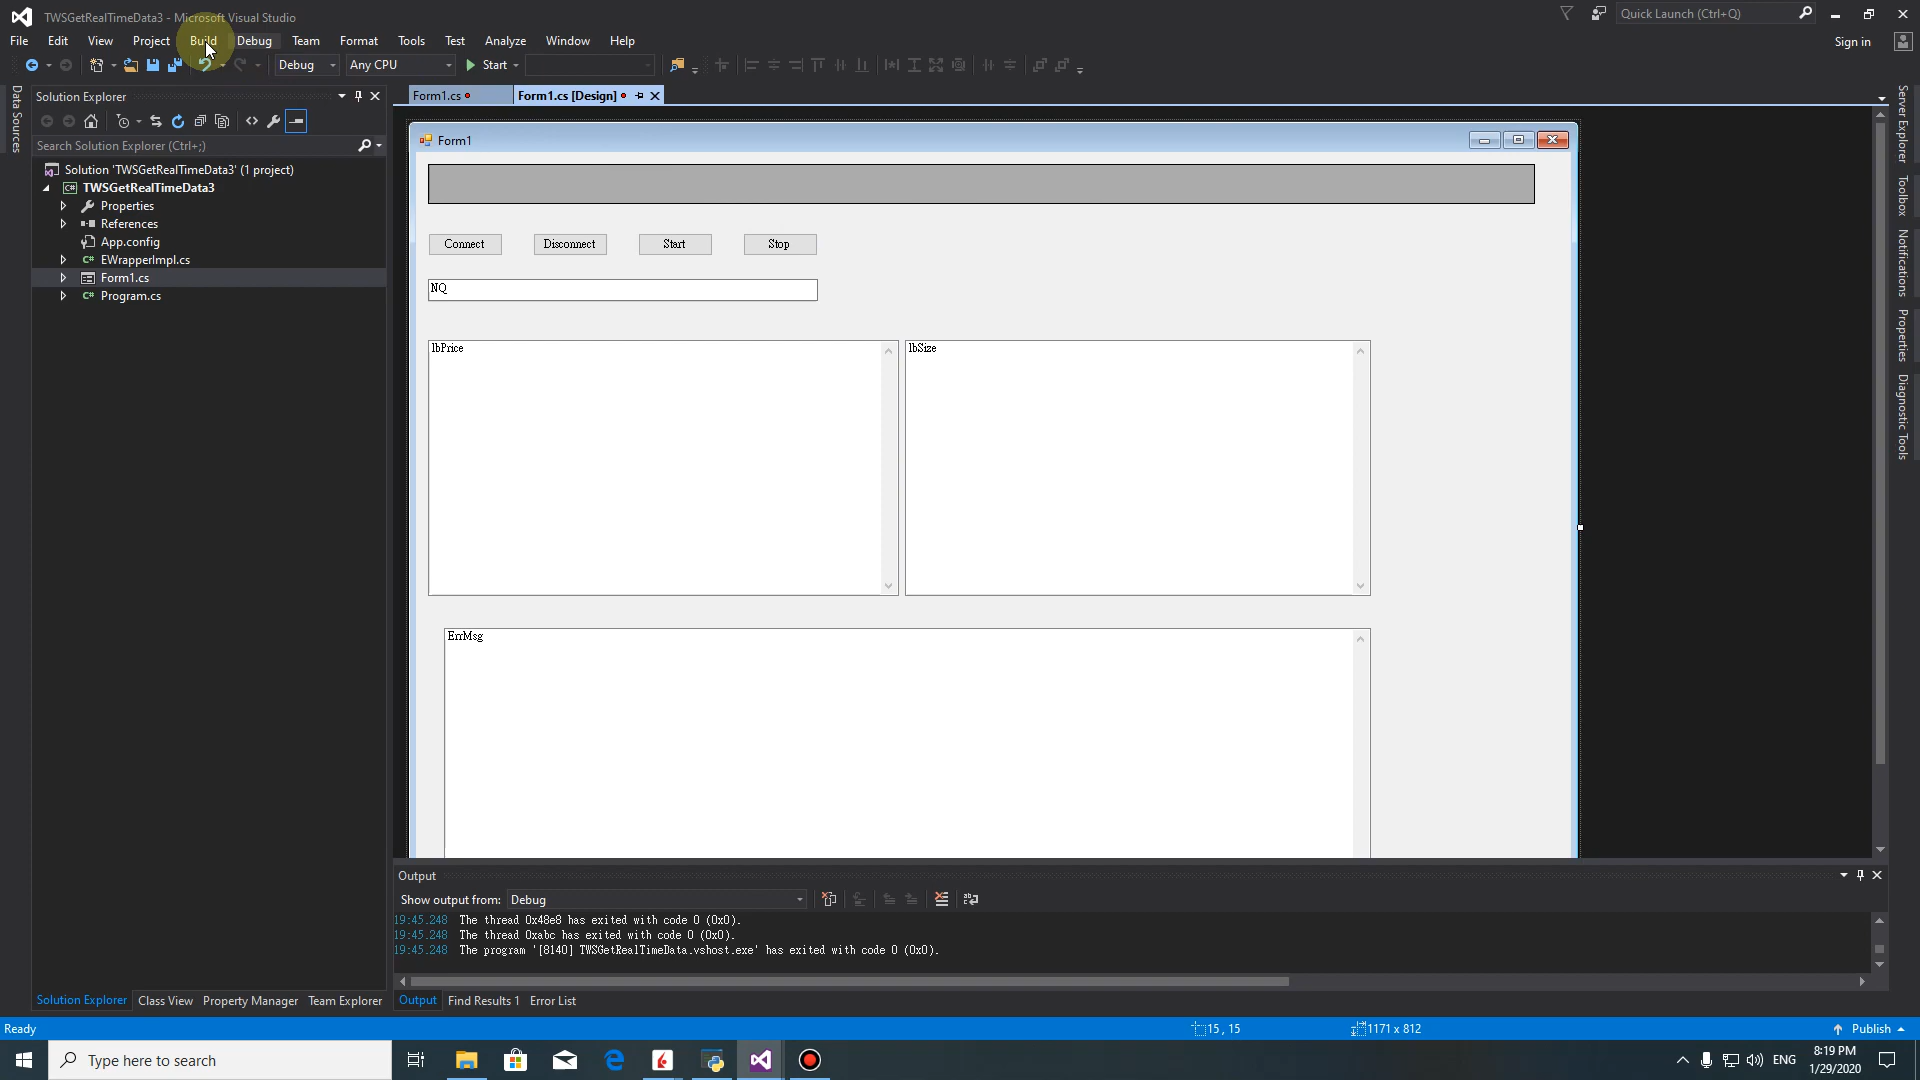 TWSGetRealTimeData3 - Microsoft Visual Studio
Quick Launch (Ctrl+Q)
File Edit View Project Build Debug Team Format Tools Test Analyze Window Help
Sign in
Debug Any CPU Start
Data Sources
Solution Explorer
Search Solution Explorer (Ctrl+;)
Solution 'TWSGetRealTimeData3' (1 project)
TWSGetRealTimeData3
Properties
References
App.config
EWrapperImpl.cs
Form1.cs
Program.cs
Form1.cs
Form1.cs [Design]
Form1
Connect Disconnect Start Stop
NQ
lbPrice
lbSize
ErrMsg
Server Explorer
Toolbox
Notifications
Properties
Diagnostic Tools
Output
Show output from: Debug
19:45.248 The thread 0x48e8 has exited with code 0 (0x0).
19:45.248 The thread 0xabc has exited with code 0 (0x0).
19:45.248 The program '[8140] TWSGetRealTimeData.vshost.exe' has exited with code 0 (0x0).
Solution Explorer Class View Property Manager Team Explorer
Output Find Results 1 Error List
Ready
15 , 15
1171 x 812
Publish
Type here to search
ENG
8:19 PM
1/29/2020